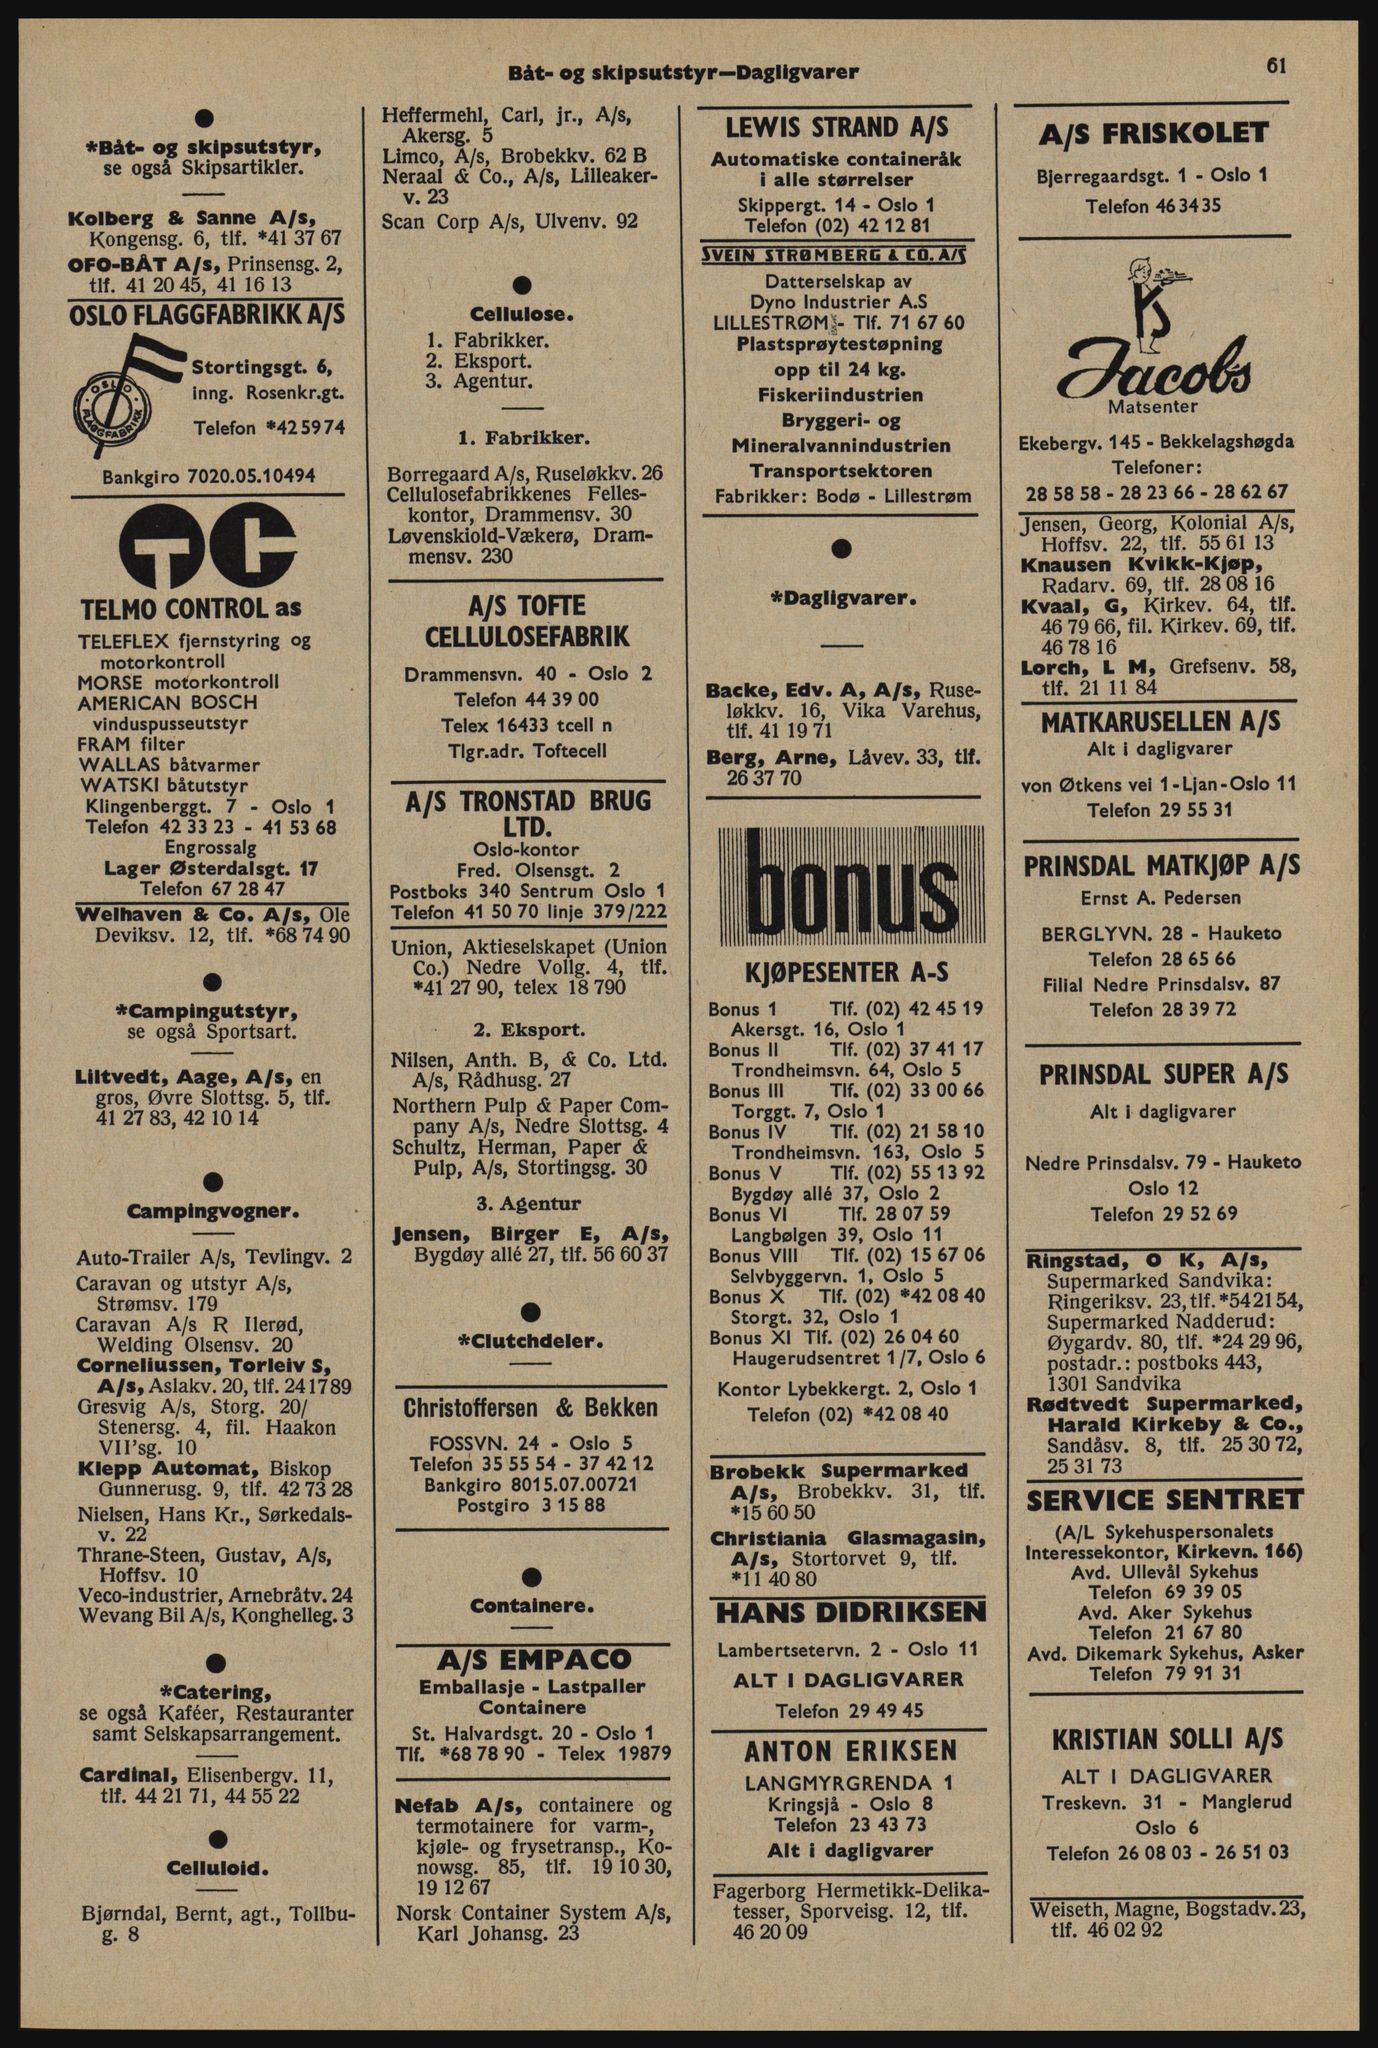 Båt- og skipsutstyr—Dagligvarer
61
*Båt- og skipsutstyr,
se også Skipsartikler.
Kolberg & Sanne A/s,
Kongensg. 6, tlf. *41 37 67
OFO-BÅT A/s, Prinsensg. 2,
tlf. 41 20 45, 41 16 13
OSLO FLAGGFABRIKK A/S
OSLO
FLAGGFABRIKK
Stortingsgt. 6,
inng. Rosenkr.gt.
Telefon *42 59 74
Bankgiro 7020.05.10494
TC
TELMO CONTROL as
TELEFLEX fjernstyring og
motorkontroll
MORSE motorkontroll
AMERICAN BOSCH
vinduspusseutstyr
FRAM filter
WALLAS båtvarmer
WATSKI båtutstyr
Klingenberggt. 7 - Oslo 1
Telefon 42 33 23 - 41 53 68
Engrossalg
Lager Østerdalsgt. 17
Telefon 67 28 47
Welhaven & Co. A/s, Ole
Deviksv. 12, tlf. *68 74 90
*Campingutstyr,
se også Sportsart.
Liltvedt, Aage, A/s, en
gros, Øvre Slottsg. 5, tlf.
41 27 83, 42 10 14
Campingvogner.
Auto-Trailer A/s, Tevlingv. 2
Caravan og utstyr A/s,
Strømsv. 179
Caravan A/s R Ilerød,
Welding Olsensv. 20
Corneliussen, Torleiv S,
A/s, Aslakv. 20, tlf. 24 17 89
Gresvig A/s, Storg. 20/
Stenersg. 4, fil. Haakon
VII'sg. 10
Klepp Automat, Biskop
Gunnerusg. 9, tlf. 42 73 28
Nielsen, Hans Kr., Sørkedals-
v. 22
Thrane-Steen, Gustav, A/s,
Hoffsv. 10
Veco-industrier, Arnebråtv. 24
Wevang Bil A/s, Konghelleg. 3
*Catering,
se også Kaféer, Restauranter
samt Selskapsarrangement.
Cardinal, Elisenbergv. 11,
tlf. 44 21 71, 44 55 22
Celluloid.
Bjørndal, Bernt, agt., Tollbu-
g. 8
Heffermehl, Carl, jr., A/s,
Akersg. 5
Limco, A/s, Brobekkv. 62 B
Neraal & Co., A/s, Lilleaker-
v. 23
Scan Corp A/s, Ulvenv. 92
Cellulose.
1. Fabrikker.
2. Eksport.
3. Agentur.
1. Fabrikker.
Borregaard A/s, Ruseløkkv. 26
Cellulosefabrikkenes Felles-
kontor, Drammensv. 30
Løvenskiold-Vækerø, Dram-
mensv. 230
A/S TOFTE
CELLULOSEFABRIK
Drammensvn. 40 - Oslo 2
Telefon 44 39 00
Telex 16433 tcell n
Tlgr.adr. Toftecell
A/S TRONSTAD BRUG
LTD.
Oslo-kontor
Fred. Olsensgt. 2
Postboks 340 Sentrum Oslo 1
Telefon 41 50 70 linje 379/222
Union, Aktieselskapet (Union
Co.) Nedre Vollg. 4, tlf.
*41 27 90, telex 18 790
2. Eksport.
Nilsen, Anth. B, & Co. Ltd.
A/s, Rådhusg. 27
Northern Pulp & Paper Com-
pany A/s, Nedre Slottsg. 4
Schultz, Herman, Paper &
Pulp, A/s, Stortingsg. 30
3. Agentur
Jensen, Birger E, A/s,
Bygdøy allé 27, tlf. 56 60 37
*Clutchdeler.
Christoffersen & Bekken
FOSSVN. 24 - Oslo 5
Telefon 35 55 54 - 37 42 12
Bankgiro 8015.07.00721
Postgiro 3 15 88
Containere.
A/S EMPACO
Emballasje - Lastpaller
Containere
St. Halvardsgt. 20 - Oslo 1
Tlf. *68 78 90 - Telex 19879
Nefab A/s, containere og
termotainere for varm-,
kjøle- og frysetransp., Ko-
nowsg. 85, tlf. 19 10 30,
19 12 67
Norsk Container System A/s,
Karl Johansg. 23
LEWIS STRAND A/S
Automatiske containeråk
i alle størrelser
Skippergt. 14 - Oslo 1
Telefon (02) 42 12 81
SVEIN STRØMBERG & CO. A/S
Datterselskap av
Dyno Industrier A.S
LILLESTRØM - Tlf. 71 67 60
Plastsprøytestøpning
opp til 24 kg.
Fiskeriindustrien
Bryggeri- og
Mineralvannindustrien
Transportsektoren
Fabrikker: Bodø - Lillestrøm
*Dagligvarer.
Backe, Edv. A, A/s, Ruse-
løkkv. 16, Vika Varehus,
tlf. 41 19 71
Berg, Arne, Låvev. 33, tlf.
26 37 70
bonus
KJØPESENTER A-S
Bonus 1 Tlf. (02) 42 45 19
Akersgt. 16, Oslo 1
Bonus II Tlf. (02) 37 41 17
Trondheimsvn. 64, Oslo 5
Bonus III Tlf. (02) 33 00 66
Torggt. 7, Oslo 1
Bonus IV Tlf. (02) 21 58 10
Trondheimsvn. 163, Oslo 5
Bonus V Tlf. (02) 55 13 92
Bygdøy allé 37, Oslo 2
Bonus VI Tlf. 28 07 59
Langbølgen 39, Oslo 11
Bonus VIII Tlf. (02) 15 67 06
Selvbyggervn. 1, Oslo 5
Bonus X Tlf. (02) *42 08 40
Storgt. 32, Oslo 1
Bonus XI Tlf. (02) 26 04 60
Haugerudsentret 1/7, Oslo 6
Kontor Lybekkergt. 2, Oslo 1
Telefon (02) *42 08 40
Brobekk Supermarked
A/s, Brobekkv. 31, tlf.
*15 60 50
Christiania Glasmagasin,
A/s, Stortorvet 9, tlf.
*11 40 80
HANS DIDRIKSEN
Lambertsetervn. 2 - Oslo 11
ALT I DAGLIGVARER
Telefon 29 49 45
ANTON ERIKSEN
LANGMYRGRENDA 1
Kringsjå - Oslo 8
Telefon 23 43 73
Alt i dagligvarer
Fagerborg Hermetikk-Delika-
tesser, Sporveisg. 12, tlf.
46 20 09
A/S FRISKOLET
Bjerregaardsgt. 1 - Oslo 1
Telefon 46 34 35
Jacobs
Matsenter
Ekebergv. 145 - Bekkelagshøgda
Telefoner:
28 58 58 - 28 23 66 - 28 62 67
Jensen, Georg, Kolonial A/s,
Hoffsv. 22, tlf. 55 61 13
Knausen Kvikk-Kjøp,
Radarv. 69, tlf. 28 08 16
Kvaal, G, Kirkev. 64, tlf.
46 79 66, fil. Kirkev. 69, tlf.
46 78 16
Lorch, L M, Grefsenv. 58,
tlf. 21 11 84
MATKARUSELLEN A/S
Alt i dagligvarer
von Øtkens vei 1-Ljan-Oslo 11
Telefon 29 55 31
PRINSDAL MATKJØP A/S
Ernst A. Pedersen
BERGLYVN. 28 - Hauketo
Telefon 28 65 66
Filial Nedre Prinsdalsv. 87
Telefon 28 39 72
PRINSDAL SUPER A/S
Alt i dagligvarer
Nedre Prinsdalsv. 79 - Hauketo
Oslo 12
Telefon 29 52 69
Ringstad, O K, A/s,
Supermarked Sandvika:
Ringeriksv. 23, tlf. *54 21 54,
Supermarked Nadderud:
Øygardv. 80, tlf. *24 29 96,
postadr.: postboks 443,
1301 Sandvika
Rødtvedt Supermarked,
Harald Kirkeby & Co.,
Sandåsv. 8, tlf. 25 30 72,
25 31 73
SERVICE SENTRET
(A/L Sykehuspersonalets
Interessekontor, Kirkevn. 166)
Avd. Ullevål Sykehus
Telefon 69 39 05
Avd. Aker Sykehus
Telefon 21 67 80
Avd. Dikemark Sykehus, Asker
Telefon 79 91 31
KRISTIAN SOLLI A/S
ALT I DAGLIGVARER
Treskevn. 31 - Manglerud
Oslo 6
Telefon 26 08 03 - 26 51 03
Weiseth, Magne, Bogstadv. 23,
tlf. 46 02 92